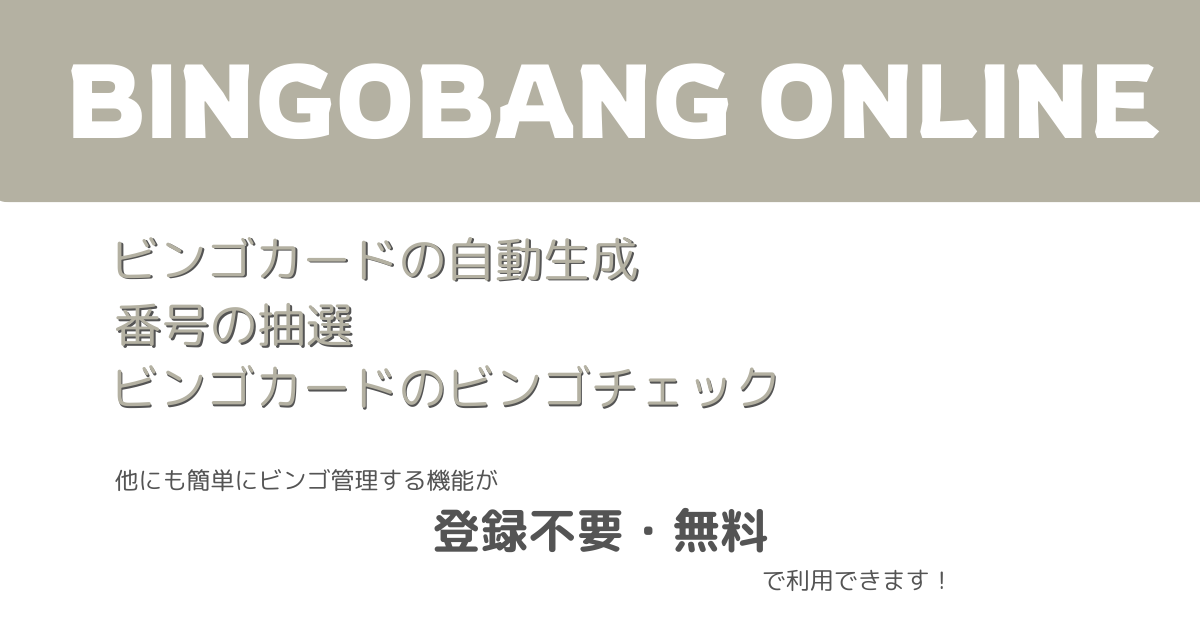 BINGOBANG ONLINE
ビンゴカードの自動生成
番号の抽選
ビンゴカードのビンゴチェック
他にも簡単にビンゴ管理する機能が
登録不要・無料
で利用できます！